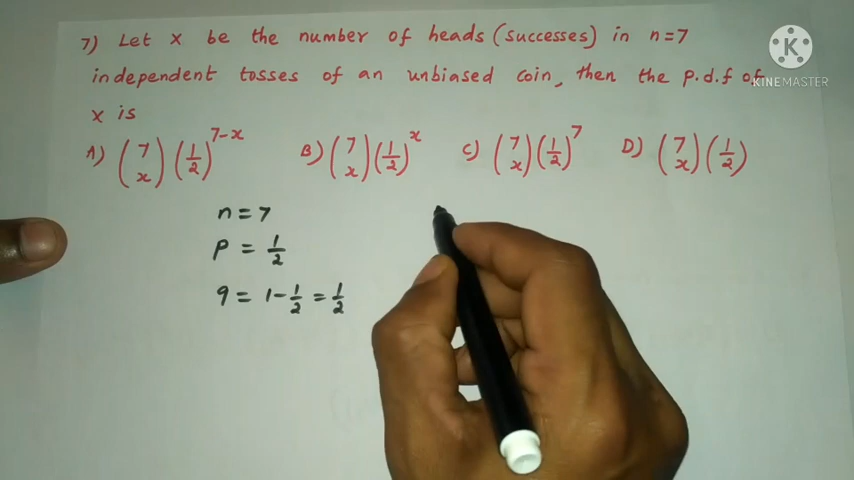 7) Let x be the number of heads (successes) in n=7
independent tosses of an unbiased coin, then the p.d.f of
x is
A) (7 x) (1/2)^7-x B) (7 x) (1/2)^x C) (7 x) (1/2)^7 D) (7 x) (1/2)
n = 7
P = 1/2
q = 1 - 1/2 = 1/2
K
KINEMASTER